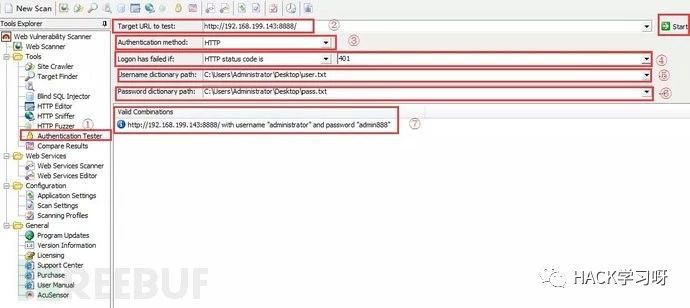 New Scan
Tools Explorer
Web Vulnerability Scanner
Web Scanner
Tools
Site Crawler
Target Finder
Blind SQL Injector
HTTP Editor
HTTP Sniffer
HTTP Fuzzer
① Authentication Tester
Compare Results
Web Services
Web Services Scanner
Web Services Editor
Configuration
Application Settings
Scan Settings
Scanning Profiles
General
Program Updates
Version Information
Licensing
Support Center
Purchase
User Manual
AcuSensor
Target URL to test: http://192.168.199.143:8888/ ② Start
Authentication method: HTTP ③
Logon has failed if: HTTP status code is 401 ④
Username dictionary path: C:\Users\Administrator\Desktop\user.txt ⑤
Password dictionary path: C:\Users\Administrator\Desktop\pass.txt ⑥
Valid Combinations
http://192.168.199.143:8888/ with username "administrator" and password "admin888" ⑦
REEBUF
HACK学习呀